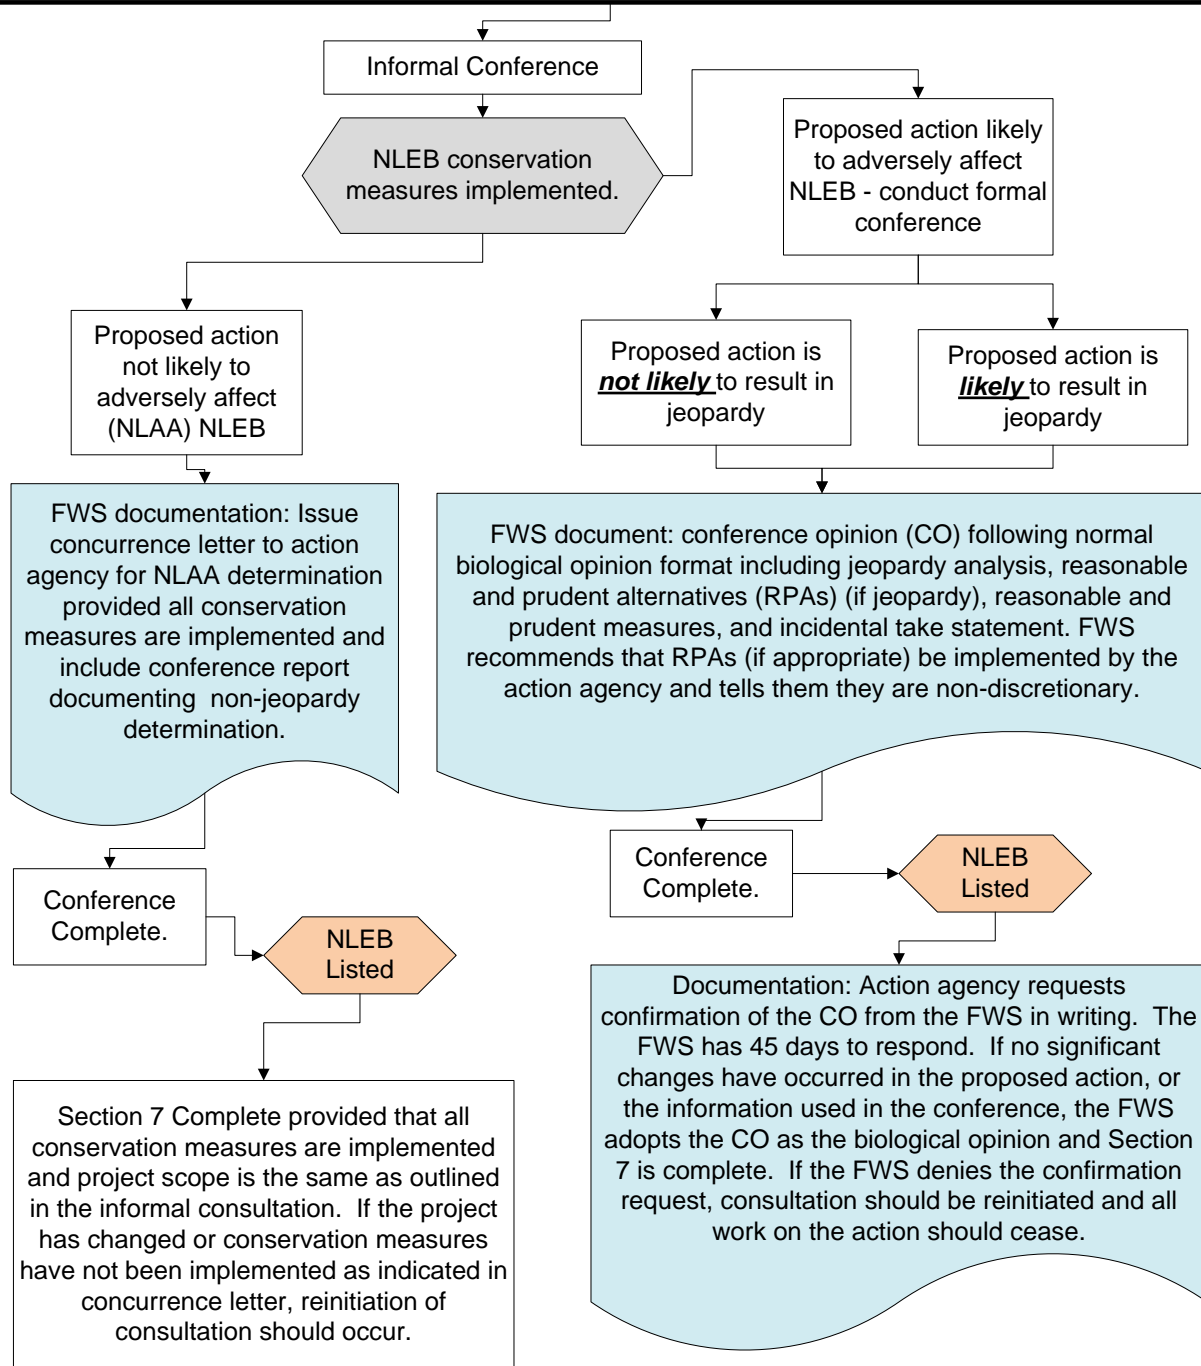 Informal Conference
NLEB conservation
measures implemented.
Proposed action likely
to adversely affect
NLEB - conduct formal
conference
Proposed action
not likely to
adversely affect
(NLAA) NLEB
Proposed action is
not likely to result in
jeopardy
Proposed action is
likely to result in
jeopardy
FWS documentation: Issue
concurrence letter to action
agency for NLAA determination
provided all conservation
measures are implemented and
include conference report
documenting non-jeopardy
determination.
FWS document: conference opinion (CO) following normal
biological opinion format including jeopardy analysis, reasonable
and prudent alternatives (RPAs) (if jeopardy), reasonable and
prudent measures, and incidental take statement. FWS
recommends that RPAs (if appropriate) be implemented by the
action agency and tells them they are non-discretionary.
Conference
Complete.
NLEB
Listed
Conference
Complete.
NLEB
Listed
Section 7 Complete provided that all
conservation measures are implemented
and project scope is the same as outlined
in the informal consultation. If the project
has changed or conservation measures
have not been implemented as indicated in
concurrence letter, reinitiation of
consultation should occur.
Documentation: Action agency requests
confirmation of the CO from the FWS in writing. The
FWS has 45 days to respond. If no significant
changes have occurred in the proposed action, or
the information used in the conference, the FWS
adopts the CO as the biological opinion and Section
7 is complete. If the FWS denies the confirmation
request, consultation should be reinitiated and all
work on the action should cease.